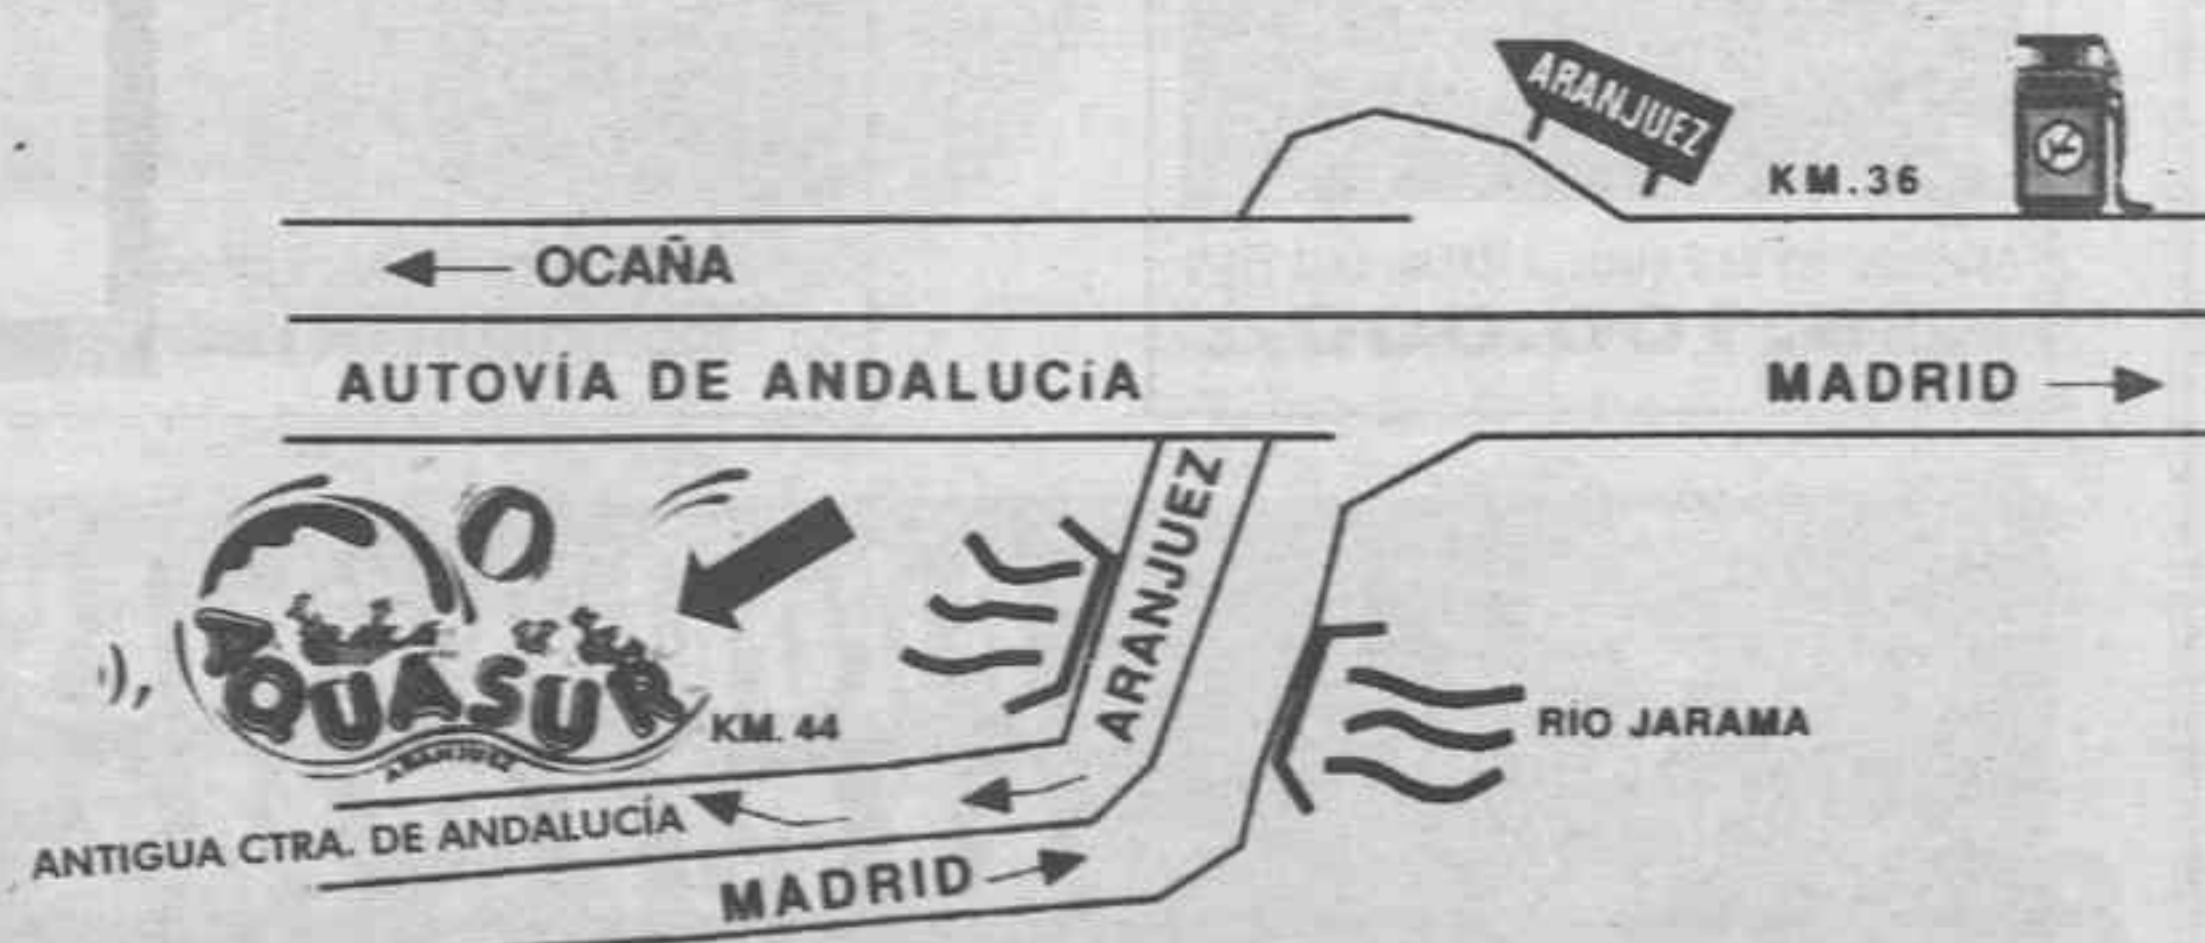 ARANJUEZ
KM.36
← OCAÑA
AUTOVÍA DE ANDALUCíA
MADRID →
ARANJUEZ
AQUASUR
ARANJUEZ
KM. 44
RIO JARAMA
ANTIGUA CTRA. DE ANDALUCÍA
MADRID →
),